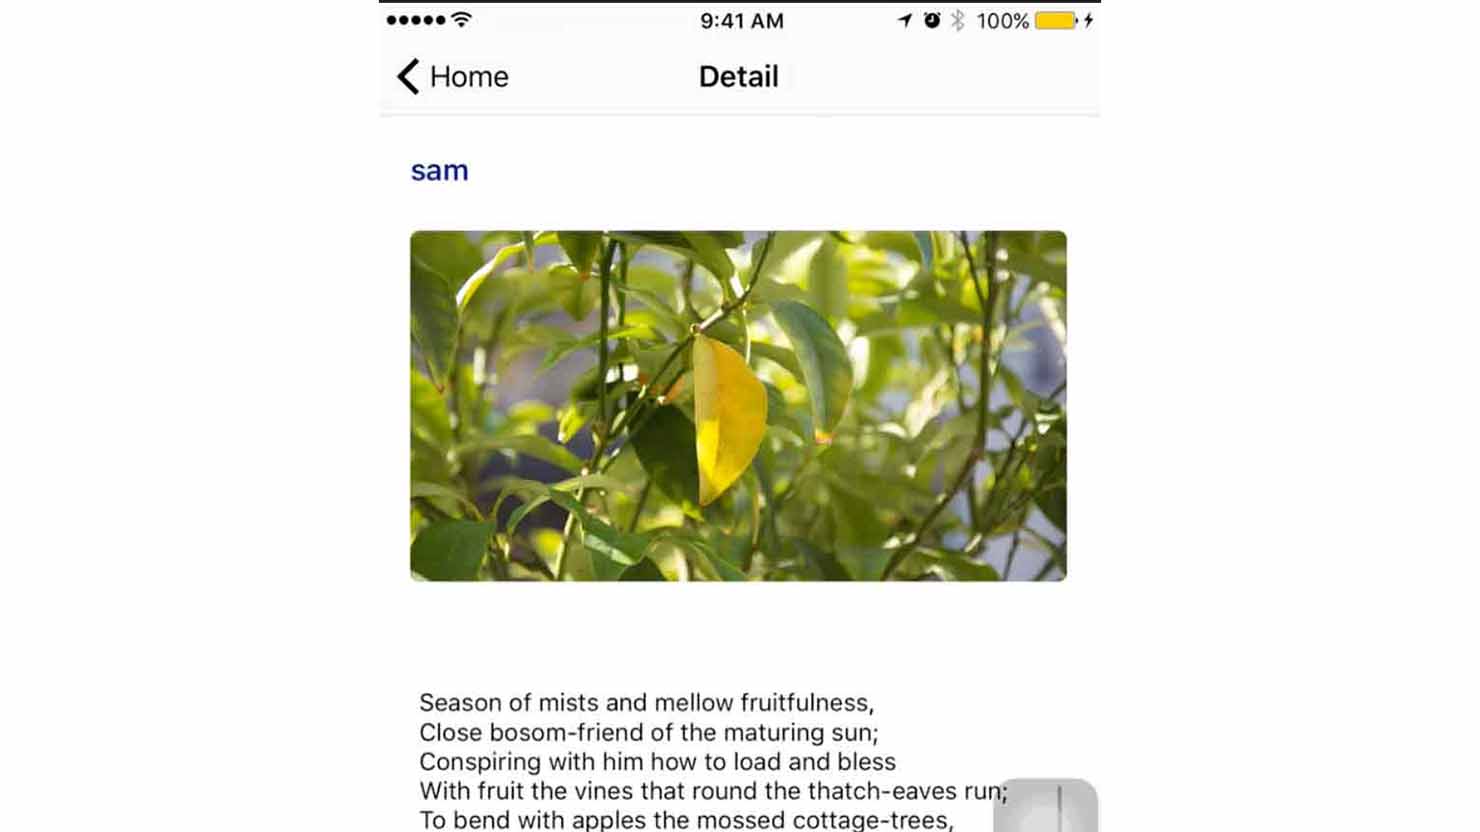 9:41 AM
100%
Home
Detail
sam
Season of mists and mellow fruitfulness,
Close bosom-friend of the maturing sun;
Conspiring with him how to load and bless
With fruit the vines that round the thatch-eaves run;
To bend with apples the mossed cottage-trees,